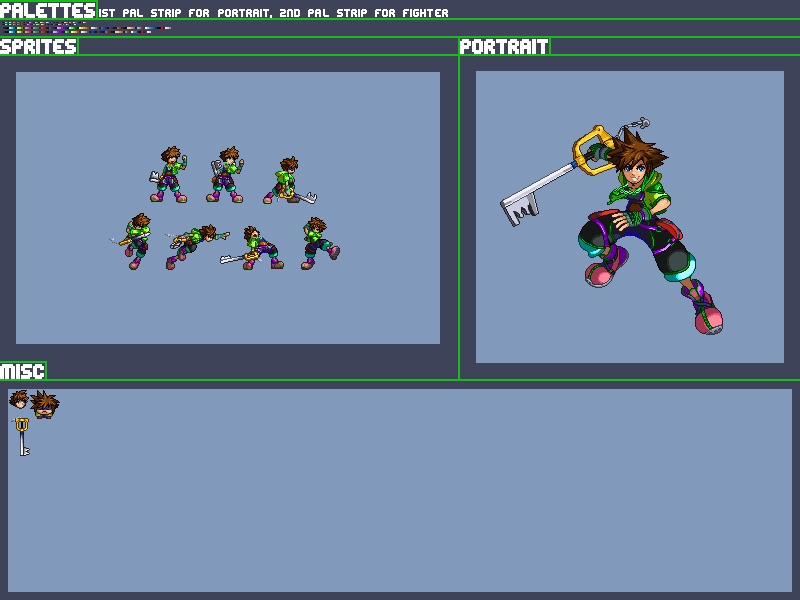 PALETTES 1ST PAL STRIP FOR PORTRAIT, 2ND PAL STRIP FOR FIGHTER
SPRITES
PORTRAIT
MISC